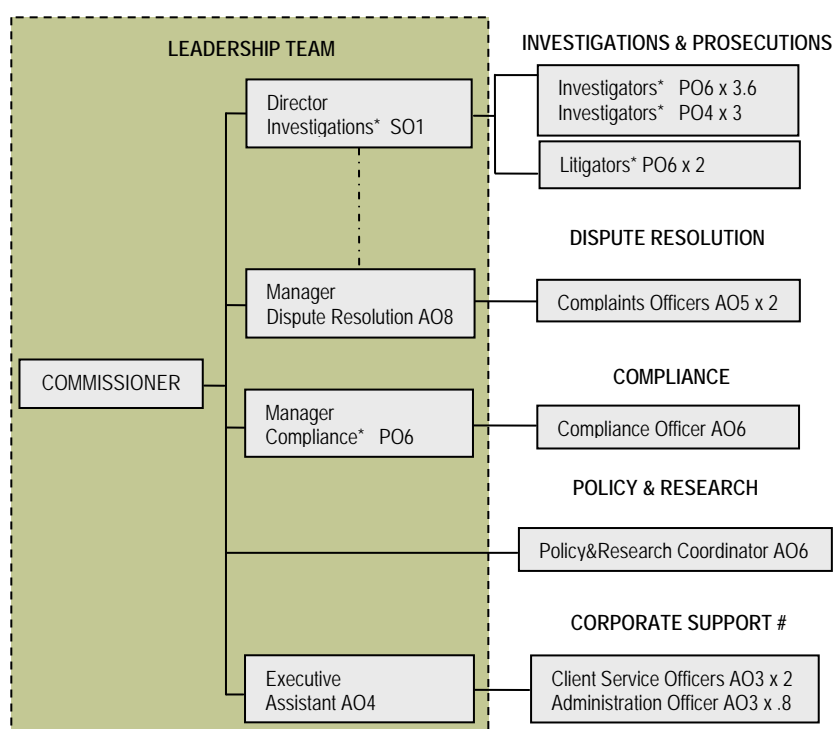 LEADERSHIP TEAM
INVESTIGATIONS & PROSECUTIONS
Director
Investigations* SO1
Investigators* PO6 x 3.6
Investigators* PO4 x 3
Litigators* PO6 x 2
DISPUTE RESOLUTION
Manager
Dispute Resolution AO8
Complaints Officers AO5 x 2
COMMISSIONER
COMPLIANCE
Manager
Compliance* PO6
Compliance Officer AO6
POLICY & RESEARCH
Policy&Research Coordinator AO6
CORPORATE SUPPORT #
Executive
Assistant AO4
Client Service Officers AO3 x 2
Administration Officer AO3 x .8